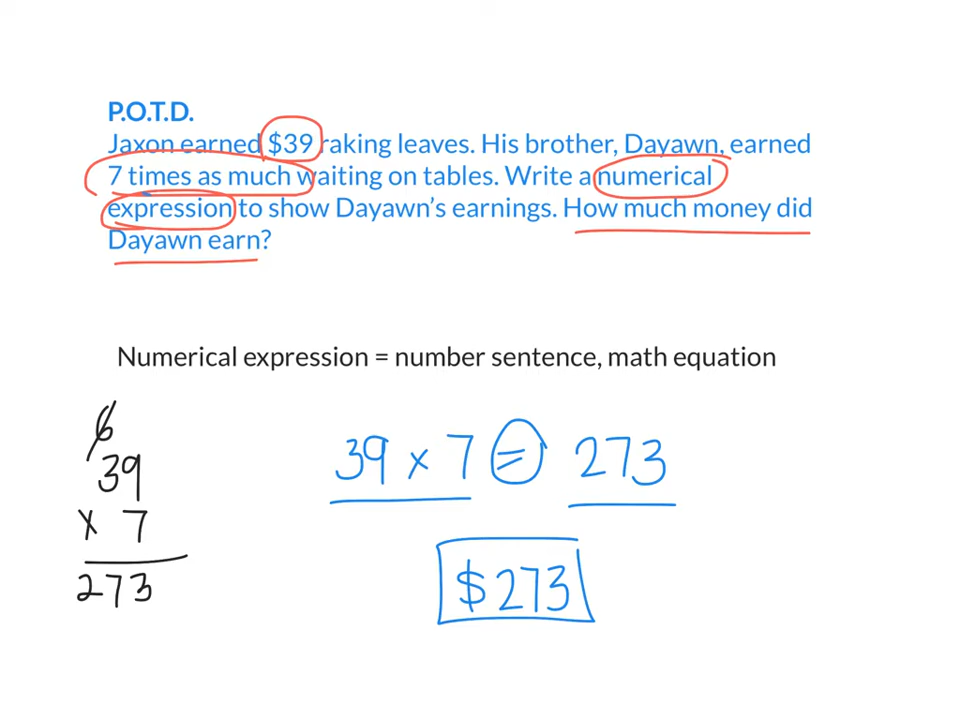 P.O.T.D.
Jaxon earned $39 raking leaves. His brother, Dayawn, earned
7 times as much waiting on tables. Write a numerical
expression to show Dayawn's earnings. How much money did
Dayawn earn?
Numerical expression = number sentence, math equation
6
39
x 7
273
39 x 7 = 273
$273